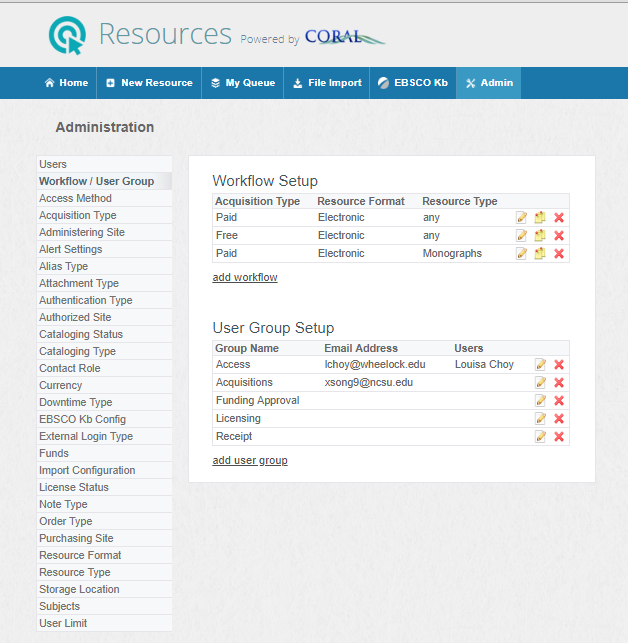 Resources Powered by CORAL
Home New Resource My Queue File Import EBSCO Kb Admin
Administration
Users
Workflow / User Group
Access Method
Acquisition Type
Administering Site
Alert Settings
Alias Type
Attachment Type
Authentication Type
Authorized Site
Cataloging Status
Cataloging Type
Contact Role
Currency
Downtime Type
EBSCO Kb Config
External Login Type
Funds
Import Configuration
License Status
Note Type
Order Type
Purchasing Site
Resource Format
Resource Type
Storage Location
Subjects
User Limit
Workflow Setup
Acquisition Type Resource Format Resource Type
Paid Electronic any
Free Electronic any
Paid Electronic Monographs
add workflow
User Group Setup
Group Name Email Address Users
Access lchoy@wheelock.edu Louisa Choy
Acquisitions xsong9@ncsu.edu
Funding Approval
Licensing
Receipt
add user group